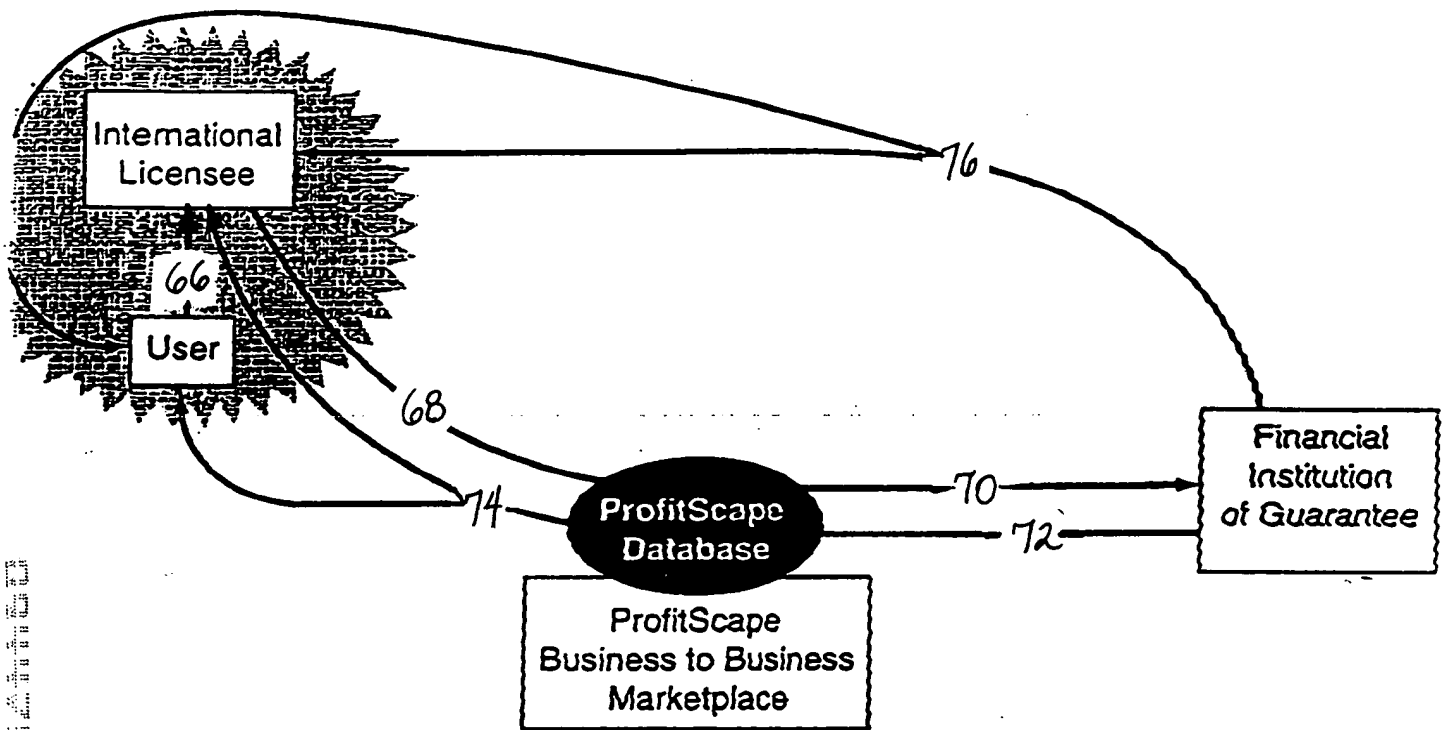 International
Licensee
76
66
User
68
Financial
Institution
of Guarantee
70
74
ProfitScape
Database
72
ProfitScape
Business to Business
Marketplace